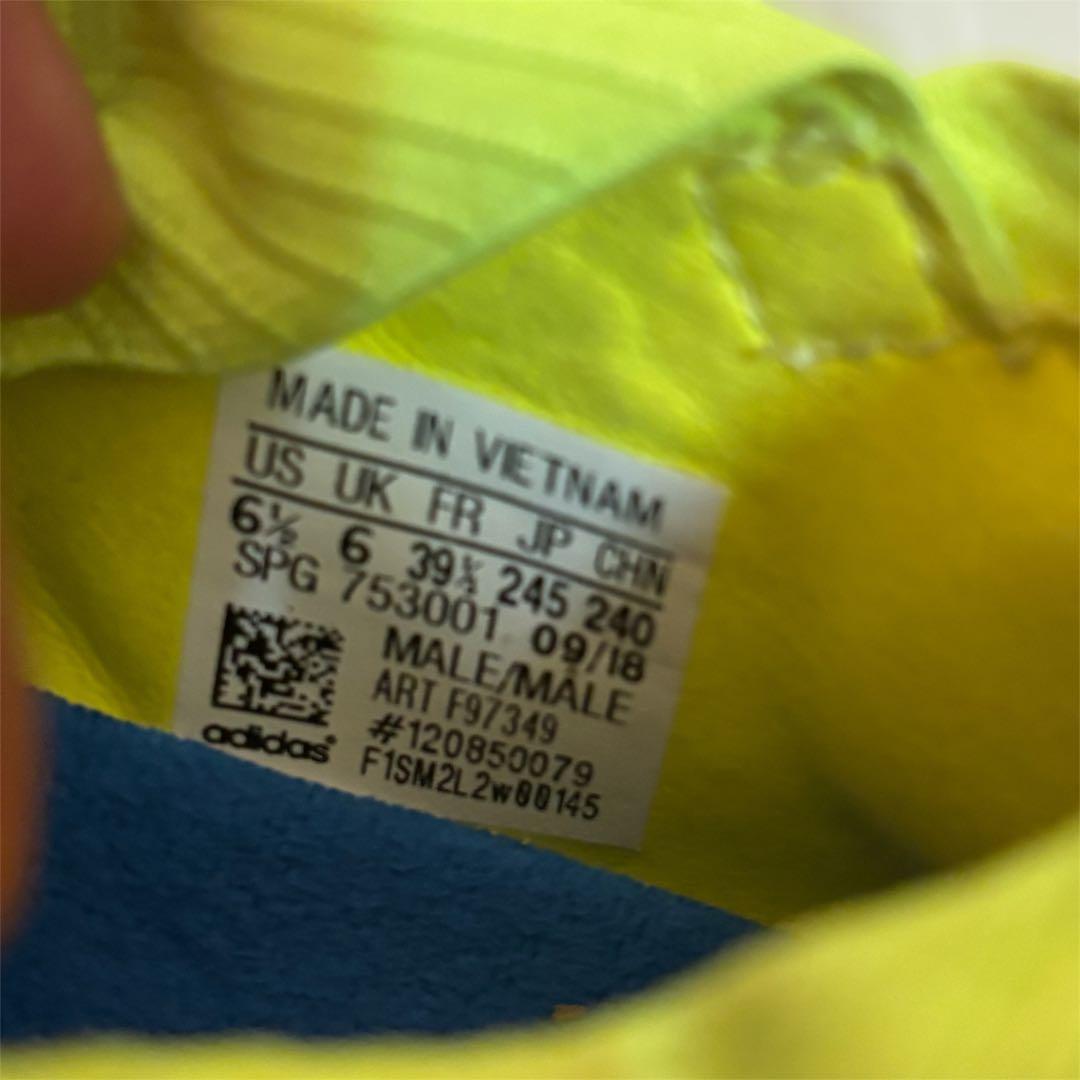 MADE IN VIETNAM
US UK FR JP CHN
6½ 6 39⅓ 245 240
SPG 753001 09/18
MALE/MALE
ART F97349
#120850079
F1SM2L2w00145
adidas